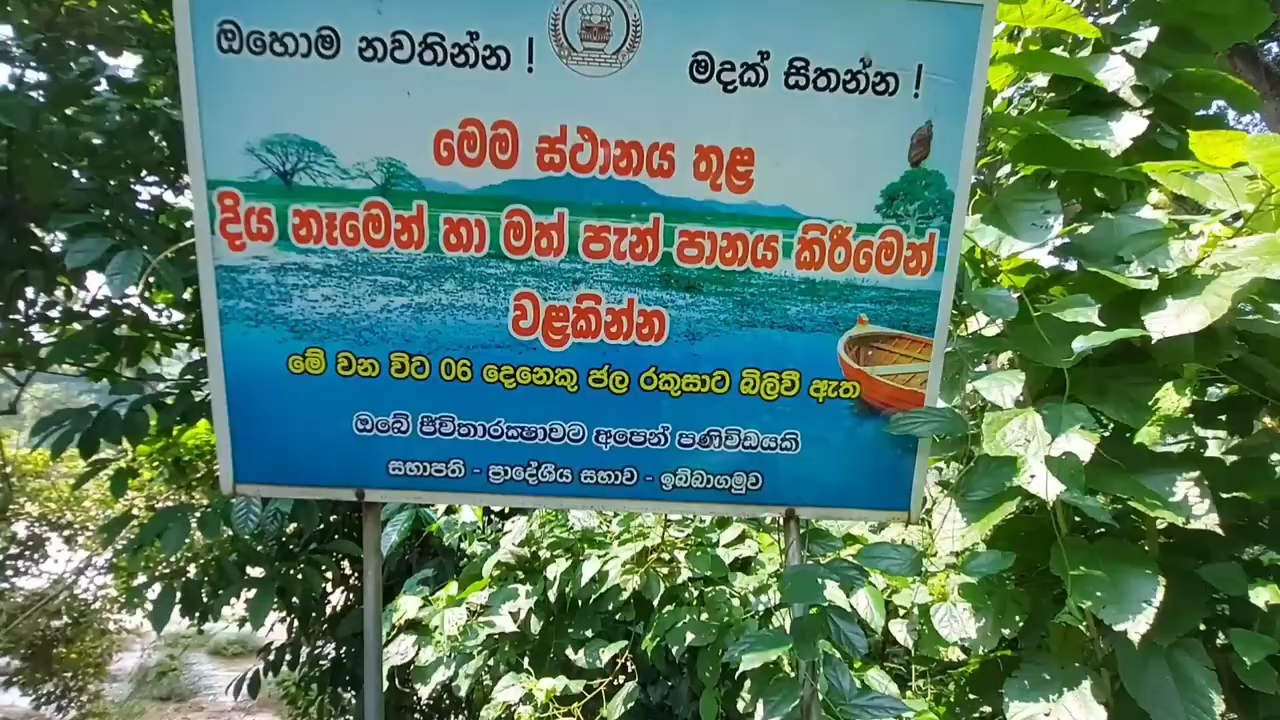 ඔහොම නවතින්න ! මදක් සිතන්න !
මෙම ස්ථානය තුළ
දිය නෑමෙන් හා මත් පැන් පානය කිරීමෙන්
වළකින්න
මේ වන විට 06 දෙනෙකු ජල රකුසාට බිලිවී ඇත
ඔබේ ජීවිතාරක්‍ෂාවට අපෙන් පණිවිඩයකි
සභාපති - ප්‍රාදේශීය සභාව - ඉබ්බාගමුව